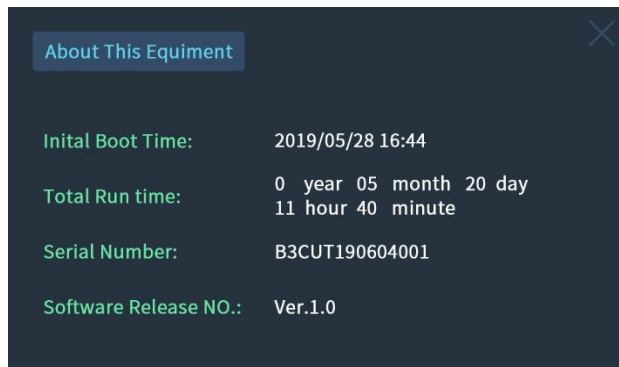 About This Equiment
Inital Boot Time: 2019/05/28 16:44
Total Run time: 0 year 05 month 20 day
11 hour 40 minute
Serial Number: B3CUT190604001
Software Release NO.: Ver.1.0